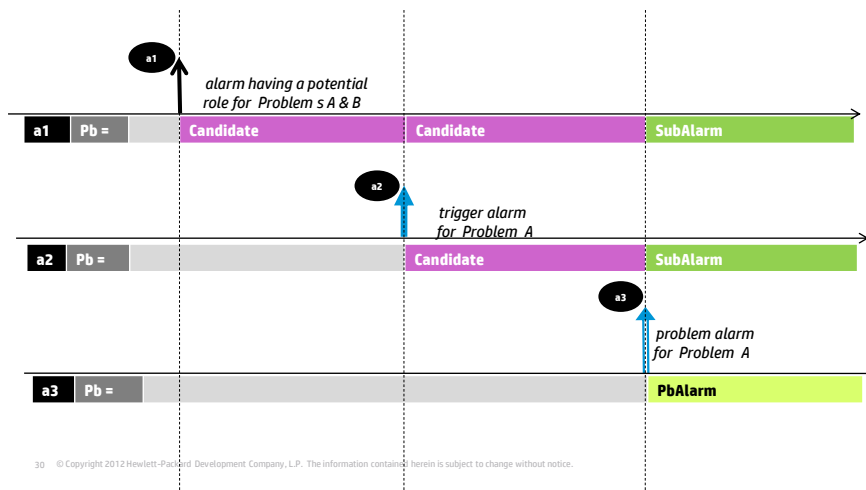 a1
alarm having a potential
role for Problem s A & B
a1 Pb = Candidate Candidate SubAlarm
a2
trigger alarm
for Problem A
a2 Pb = Candidate SubAlarm
a3
problem alarm
for Problem A
a3 Pb = PbAlarm
30 © Copyright 2012 Hewlett-Packard Development Company, L.P. The information contained herein is subject to change without notice.